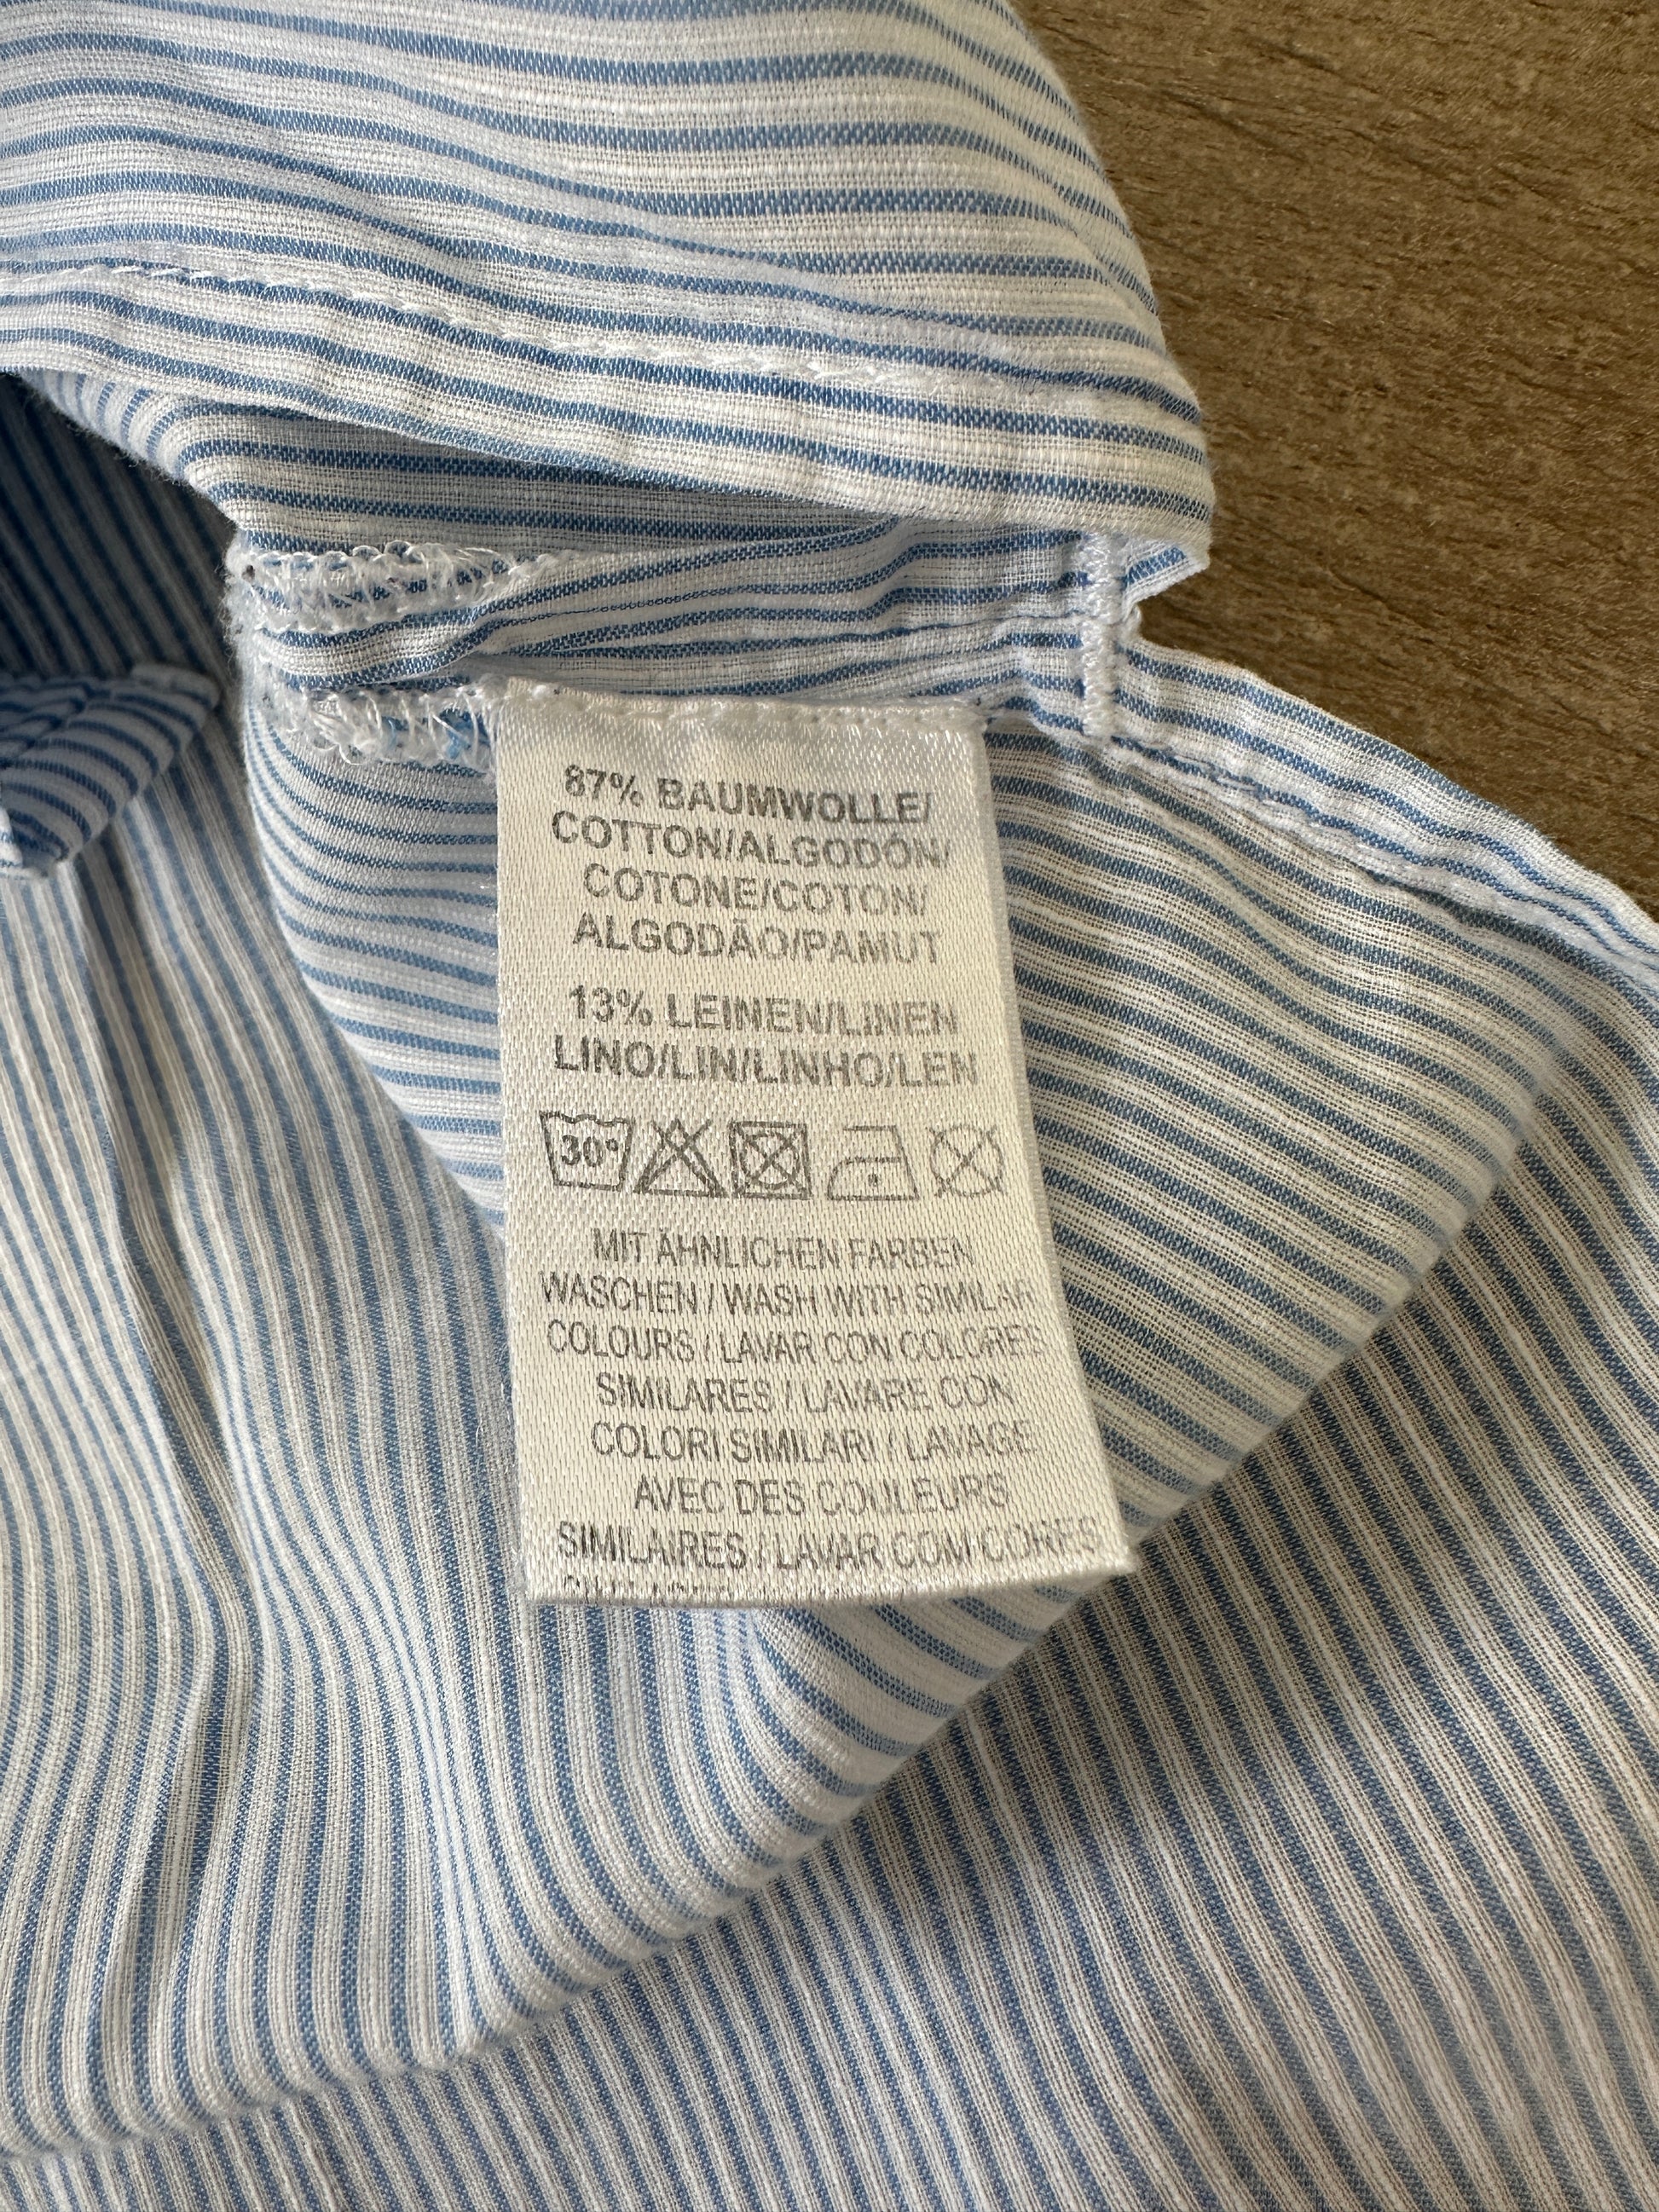 87% BAUMWOLLE/
COTTON/ALGODÓN/
COTONE/COTON/
ALGODÃO/PAMUT
13% LEINEN/LINEN
LINO/LIN/LINHO/LEN
30°
MIT ÄHNLICHEN FARBEN
WASCHEN / WASH WITH SIMILAR
COLOURS / LAVAR CON COLORES
SIMILARES / LAVARE CON
COLORI SIMILARI / LAVAGE
AVEC DES COULEURS
SIMILAIRES / LAVAR COM CORES